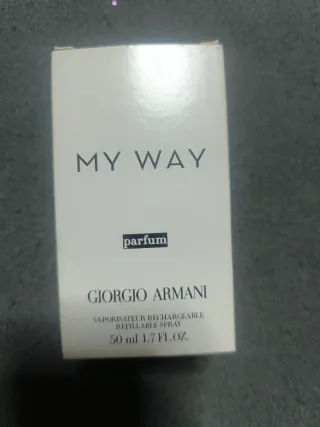 MY WAY
parfum
GIORGIO ARMANI
VAPORISATEUR RECHARGEABLE
REFILLABLE SPRAY
50 ml 1.7 FL.OZ.